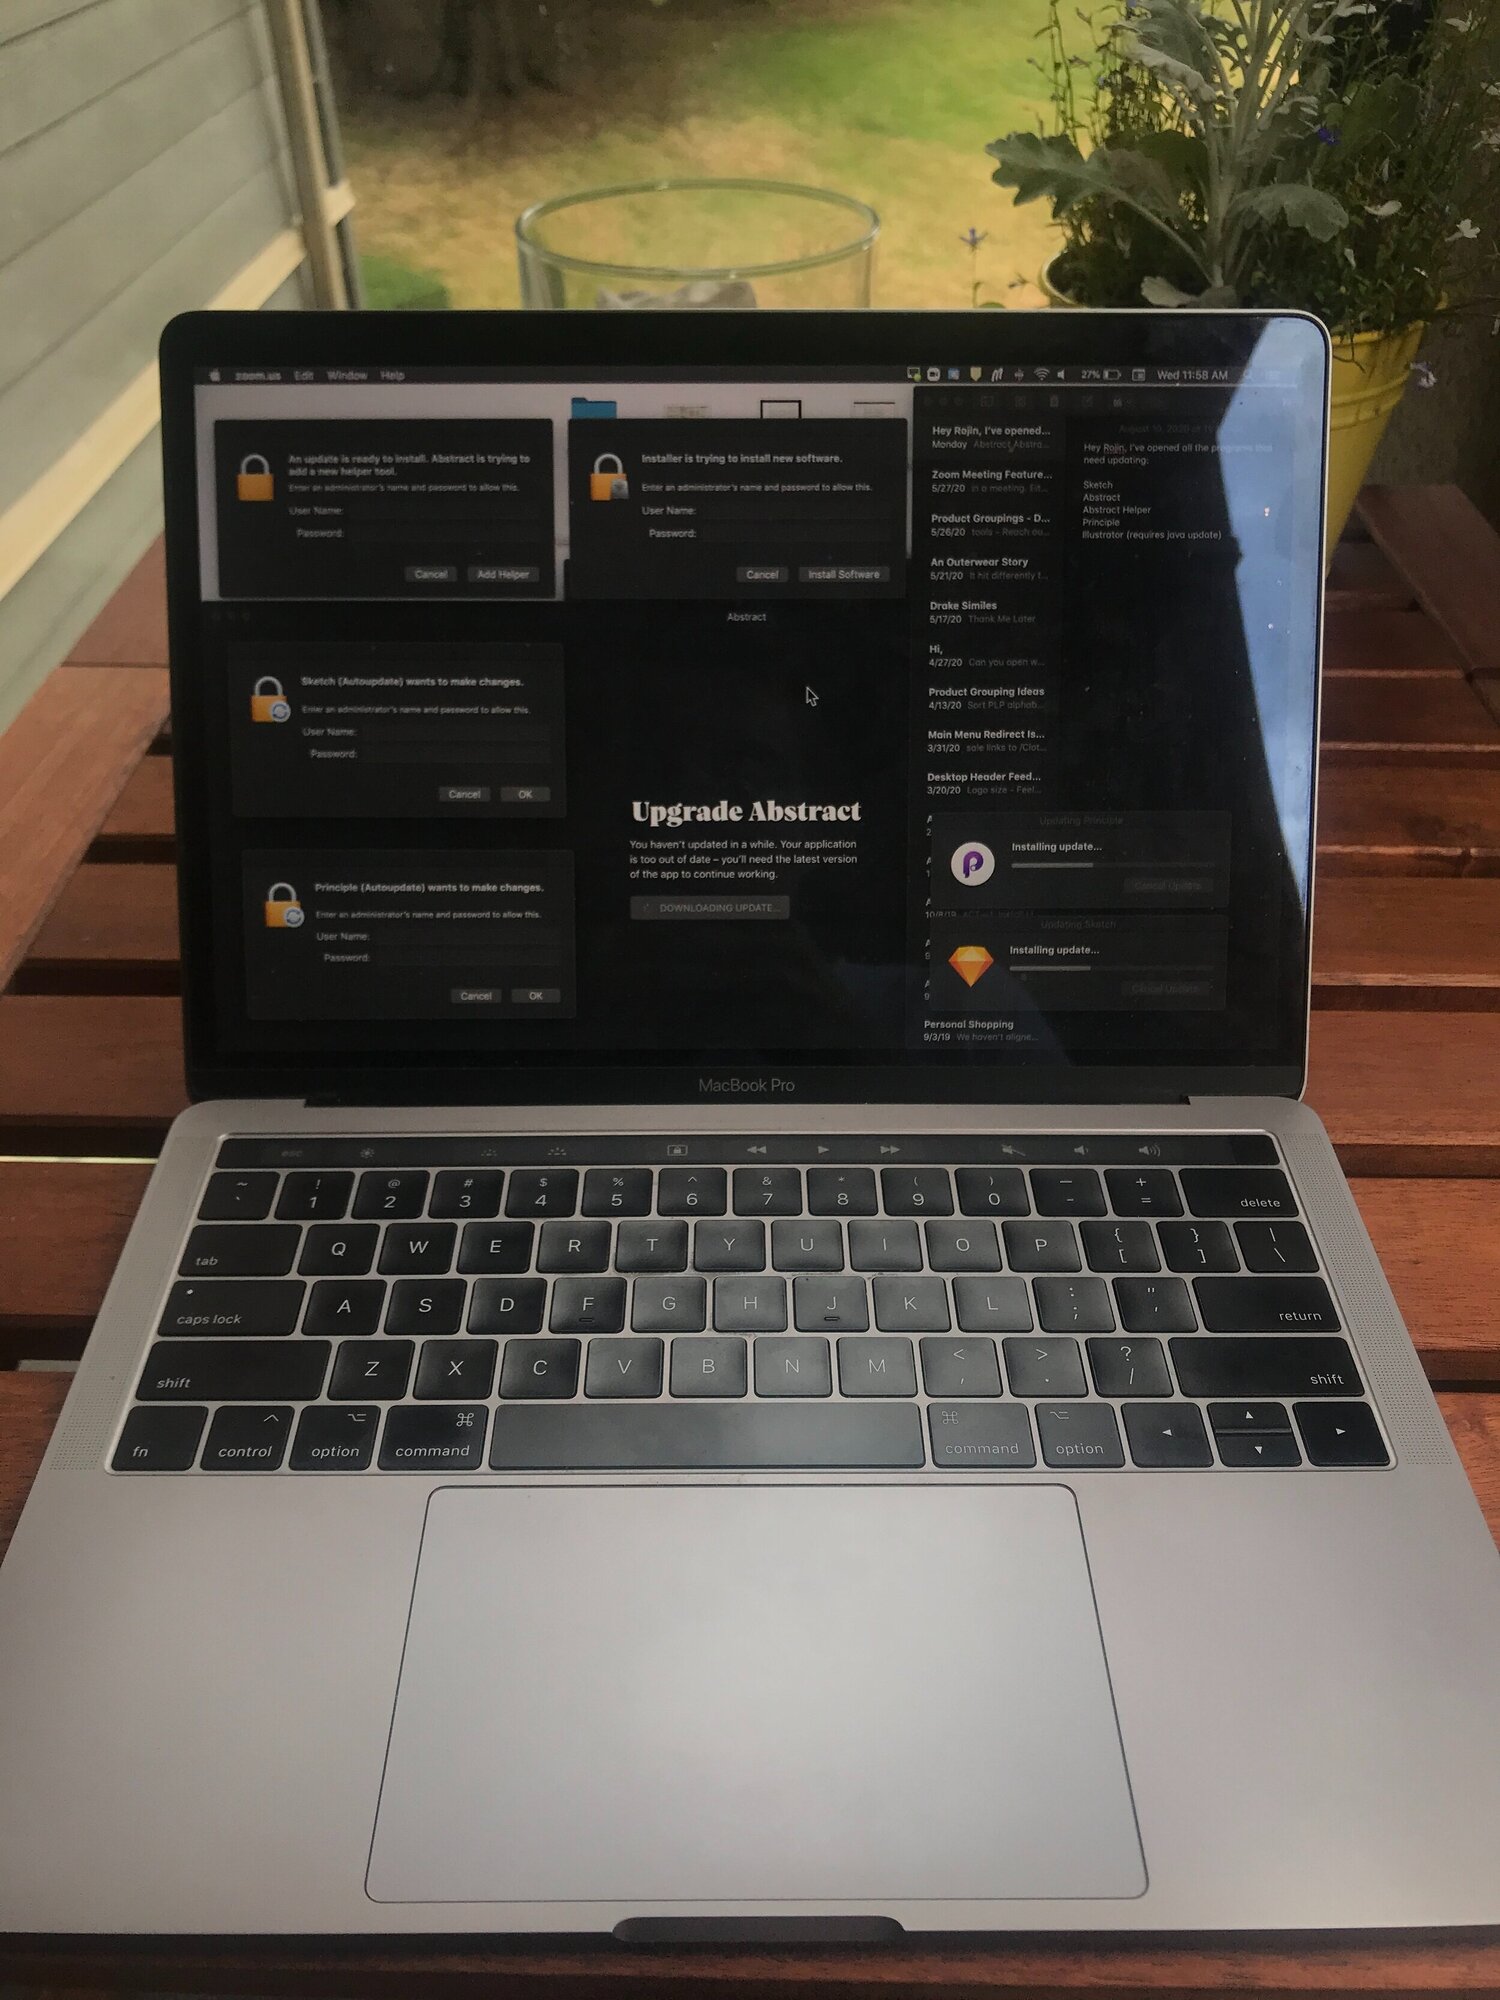 zoom.us Edit Window Help
27% Wed 11:58 AM
An update is ready to install. Abstract is trying to
add a new helper tool.
Enter an administrator's name and password to allow this.
User Name:
Password:
Cancel Add Helper
Installer is trying to install new software.
Enter an administrator's name and password to allow this.
User Name:
Password:
Cancel Install Software
Abstract
Sketch (Autoupdate) wants to make changes.
Enter an administrator's name and password to allow this.
User Name:
Password:
Cancel OK
Principle (Autoupdate) wants to make changes.
Enter an administrator's name and password to allow this.
User Name:
Password:
Cancel OK
Upgrade Abstract
You haven't updated in a while. Your application
is too out of date – you'll need the latest version
of the app to continue working.
DOWNLOADING UPDATE...
Hey Rojin, I've opened...
Monday Abstract Abstra...
Zoom Meeting Feature...
5/27/20 in a meeting. Eit...
Product Groupings - D...
5/26/20 tools - Reach ou...
An Outerwear Story
5/21/20 It hit differently t...
Drake Similes
5/17/20 Thank Me Later
Hi,
4/27/20 Can you open w...
Product Grouping Ideas
4/13/20 Sort PLP alphab...
Main Menu Redirect Is...
3/31/20 sale links to /Clot...
Desktop Header Feed...
3/20/20 Logo size - Feel...
Personal Shopping
9/3/19 We haven't aligne...
Hey Rojin, I've opened all the programs that
need updating:
Sketch
Abstract
Abstract Helper
Principle
Illustrator (requires java update)
Updating Principle
Installing update...
Cancel Update
Updating Sketch
Installing update...
Cancel Update
MacBook Pro
esc
~ ! @ # $ % ^ & * ( ) — +
` 1 2 3 4 5 6 7 8 9 0 - = delete
tab Q W E R T Y U I O P { [ } ] | \
caps lock A S D F G H J K L : ; " ' return
shift Z X C V B N M < , > . ? / shift
fn control option command command option